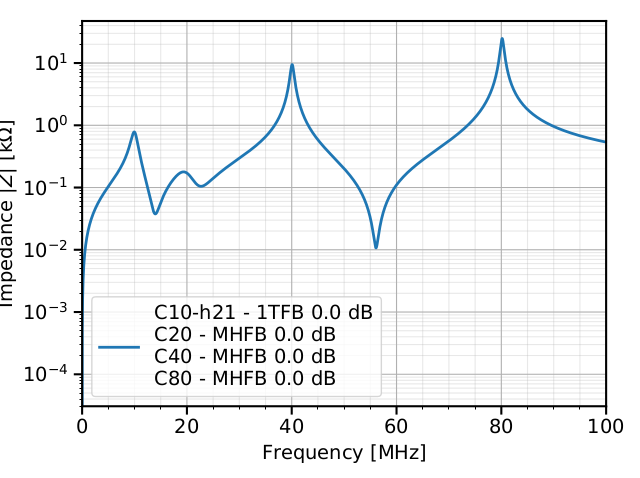 Impedance |Z| [kΩ]
10¹
10⁰
10⁻¹
10⁻²
10⁻³
10⁻⁴
C10-h21 - 1TFB 0.0 dB
C20 - MHFB 0.0 dB
C40 - MHFB 0.0 dB
C80 - MHFB 0.0 dB
0 20 40 60 80 100
Frequency [MHz]